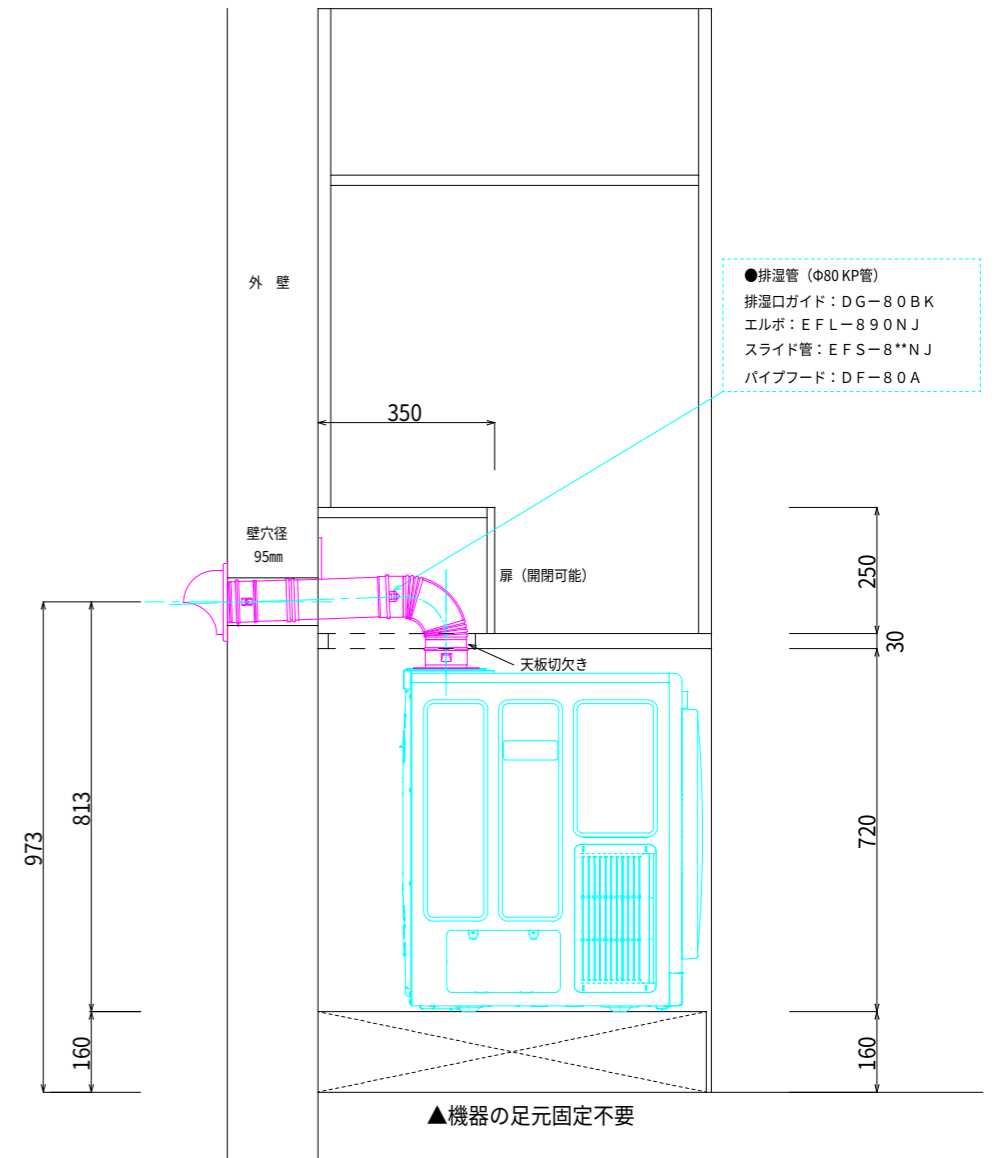 外 壁
●排湿管（Φ80 KP管）
排湿口ガイド：ＤＧ－８０ＢＫ
エルボ：ＥＦＬ－８９０ＮＪ
スライド管：ＥＦＳ－８**ＮＪ
パイプフード：ＤＦ－８０Ａ
350
壁穴径
95㎜
扉（開閉可能）
250
30
天板切欠き
813
973
720
160
160
▲機器の足元固定不要